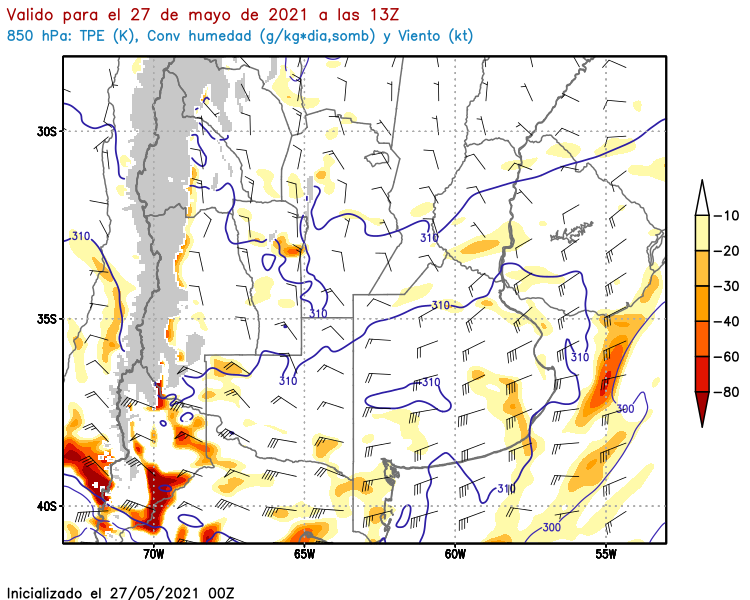 Valido para el 27 de mayo de 2021 a las 13Z
850 hPa: TPE (K), Conv humedad (g/kg*dia,somb) y Viento (kt)
30S
310
310
-10
-20
310
35S
310
-30
310
-40
310
310
-60
300
-80
310
40S
300
70W 65W 60W 55W
Inicializado el 27/05/2021 00Z